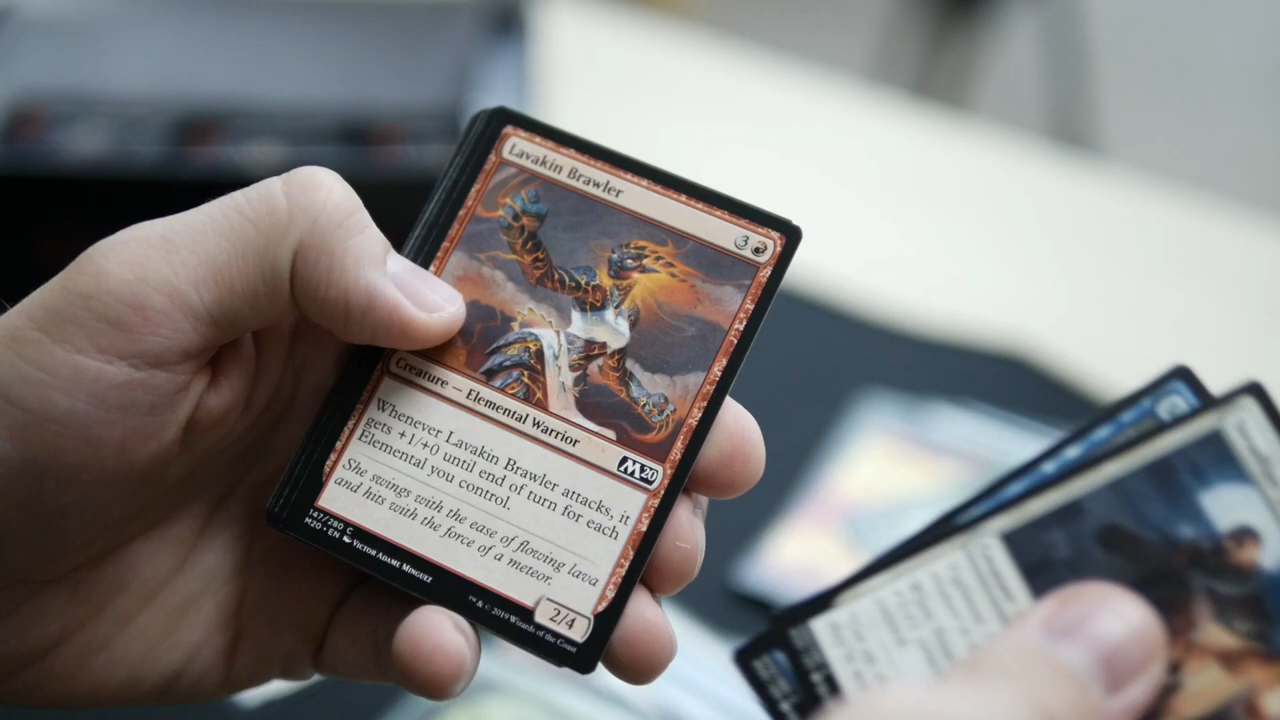 Lavakin Brawler
3
Creature — Elemental Warrior
M20
Whenever Lavakin Brawler attacks, it
gets +1/+0 until end of turn for each
Elemental you control.
She swings with the ease of flowing lava
and hits with the force of a meteor.
147/280 C
M20 • EN VICTOR ADAME MINGUEZ
™ & © 2019 Wizards of the Coast
2/4